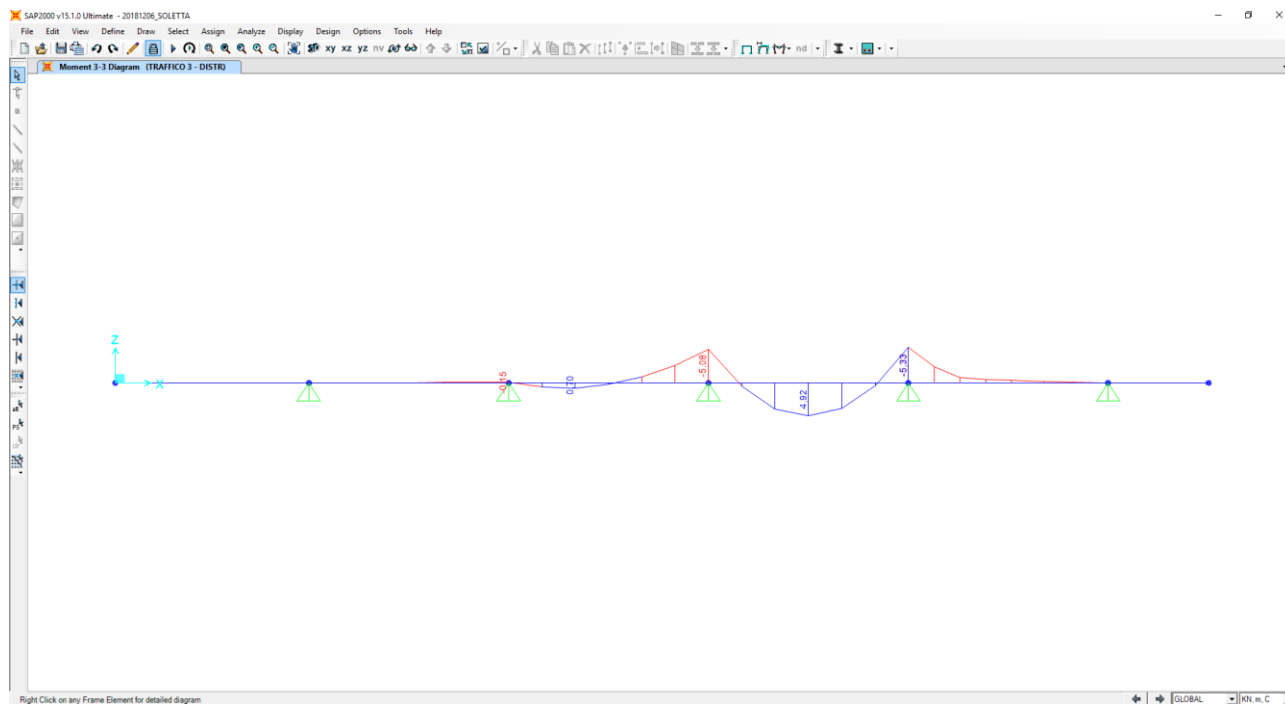 SAP2000 v15.1.0 Ultimate - 20181206_SOLETTA
File Edit View Define Draw Select Assign Analyze Display Design Options Tools Help
xy xz yz nv nd
Moment 3-3 Diagram (TRAFFICO 3 - DISTR)
Z
X
-0.15
0.70
-5.08
4.92
-5.33
Right Click on any Frame Element for detailed diagram
GLOBAL
KN, m, C